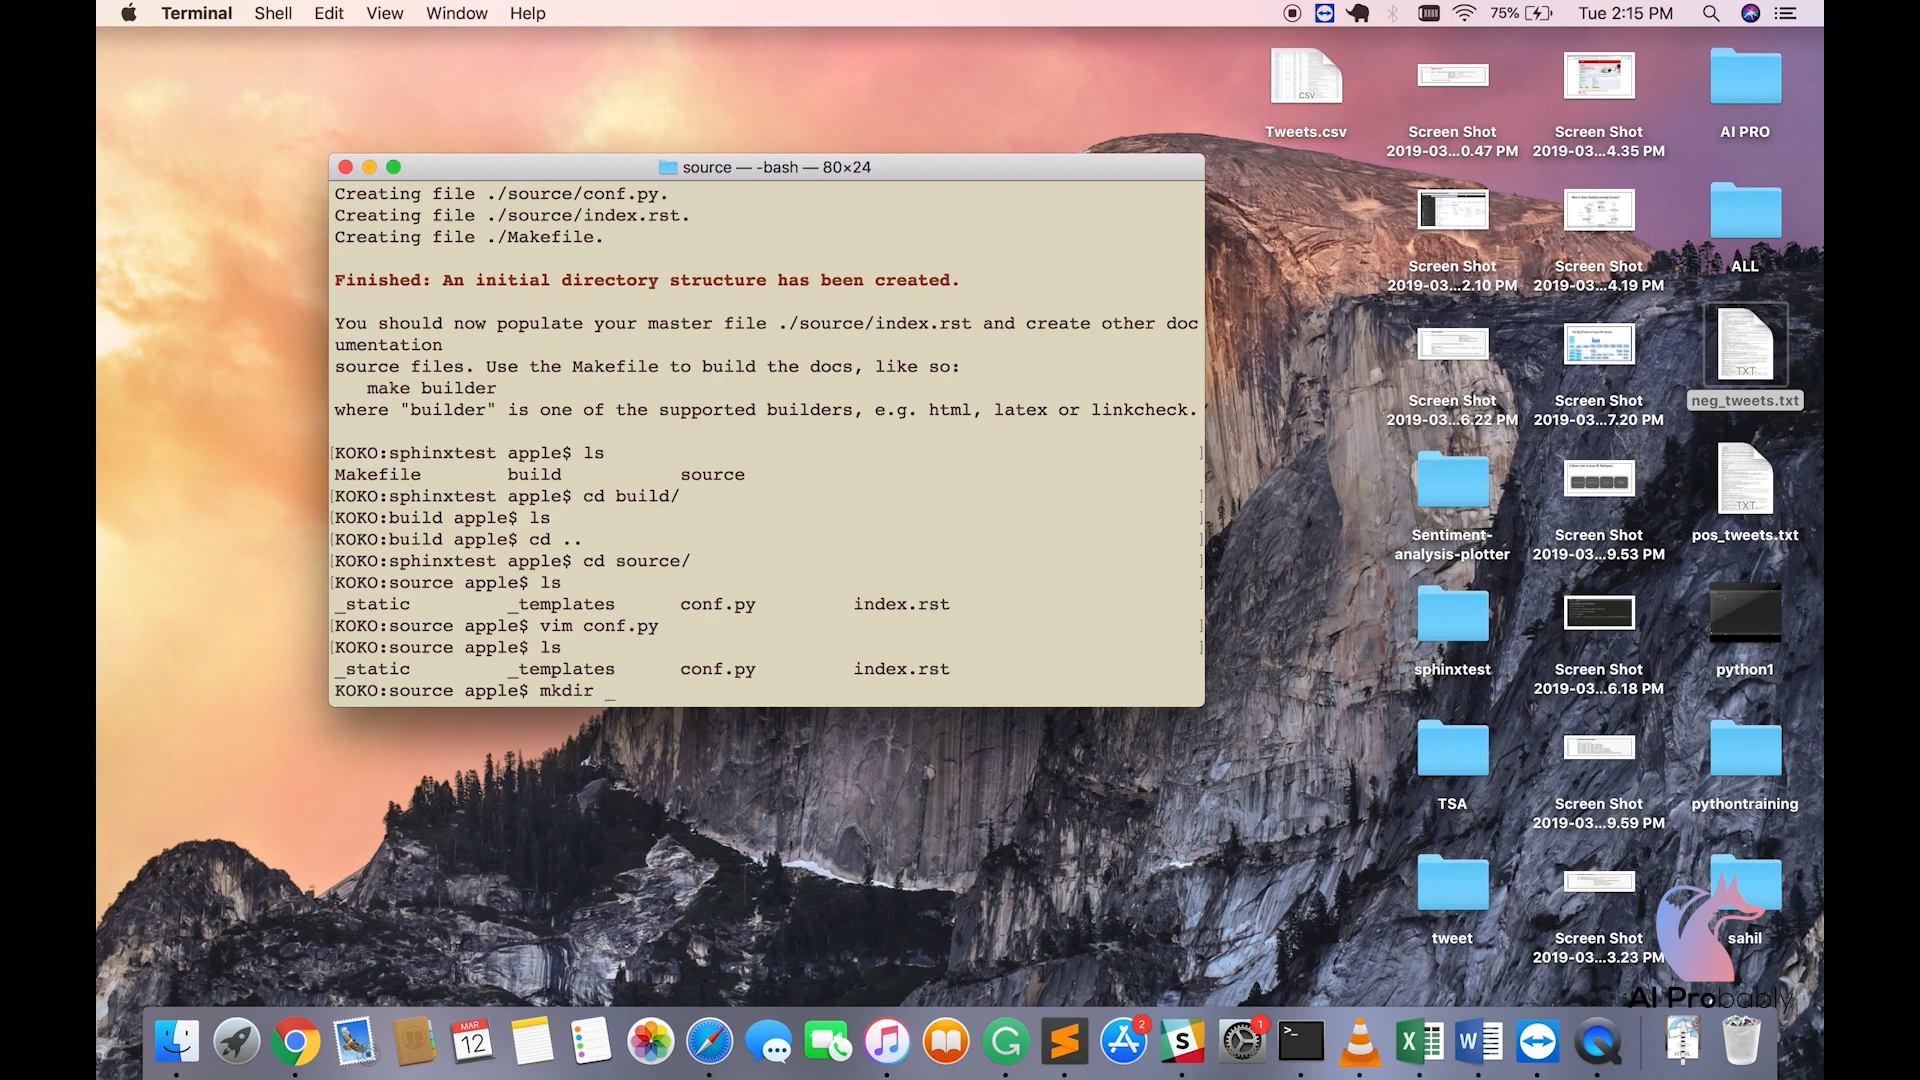 Terminal Shell Edit View Window Help
75% Tue 2:15 PM
source — -bash — 80×24
Creating file ./source/conf.py.
Creating file ./source/index.rst.
Creating file ./Makefile.
Finished: An initial directory structure has been created.
You should now populate your master file ./source/index.rst and create other doc
umentation
source files. Use the Makefile to build the docs, like so:
make builder
where "builder" is one of the supported builders, e.g. html, latex or linkcheck.
[KOKO:sphinxtest apple$ ls ]
Makefile build source
[KOKO:sphinxtest apple$ cd build/ ]
[KOKO:build apple$ ls ]
[KOKO:build apple$ cd .. ]
[KOKO:sphinxtest apple$ cd source/ ]
[KOKO:source apple$ ls ]
_static _templates conf.py index.rst
[KOKO:source apple$ vim conf.py ]
[KOKO:source apple$ ls ]
_static _templates conf.py index.rst
KOKO:source apple$ mkdir _
CSV
Tweets.csv
Screen Shot
2019-03...0.47 PM
Screen Shot
2019-03...4.35 PM
AI PRO
Screen Shot
2019-03...2.10 PM
Screen Shot
2019-03...4.19 PM
ALL
Screen Shot
2019-03...6.22 PM
Screen Shot
2019-03...7.20 PM
TXT
neg_tweets.txt
Sentiment-
analysis-plotter
Screen Shot
2019-03...9.53 PM
TXT
pos_tweets.txt
sphinxtest
Screen Shot
2019-03...6.18 PM
python1
TSA
Screen Shot
2019-03...9.59 PM
pythontraining
tweet
Screen Shot
2019-03...3.23 PM
sahil
AI Probably
MAR
12
2
1